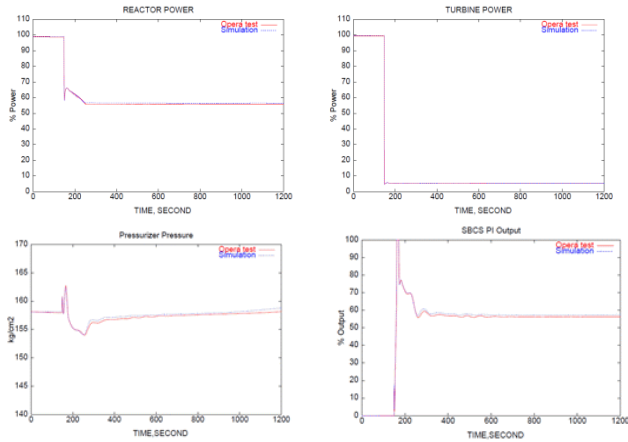 REACTOR POWER
110
100
90
80
70
60
50
40
30
20
10
0
% Power
Opera test
Simulation
0 200 400 600 800 1000 1200
TIME, SECOND
TURBINE POWER
110
100
90
80
70
60
50
40
30
20
10
0
% Power
Opera test
Simulation
0 200 400 600 800 1000 1200
TIME, SECOND
Pressurizer Pressure
170
165
160
155
150
145
140
kg/cm2
Opera test
Simulation
0 200 400 600 800 1000 1200
TIME,SECOND
SBCS PI Output
100
90
80
70
60
50
40
30
20
10
0
% Output
Opera test
Simulation
0 200 400 600 800 1000 1200
TIME,SECOND